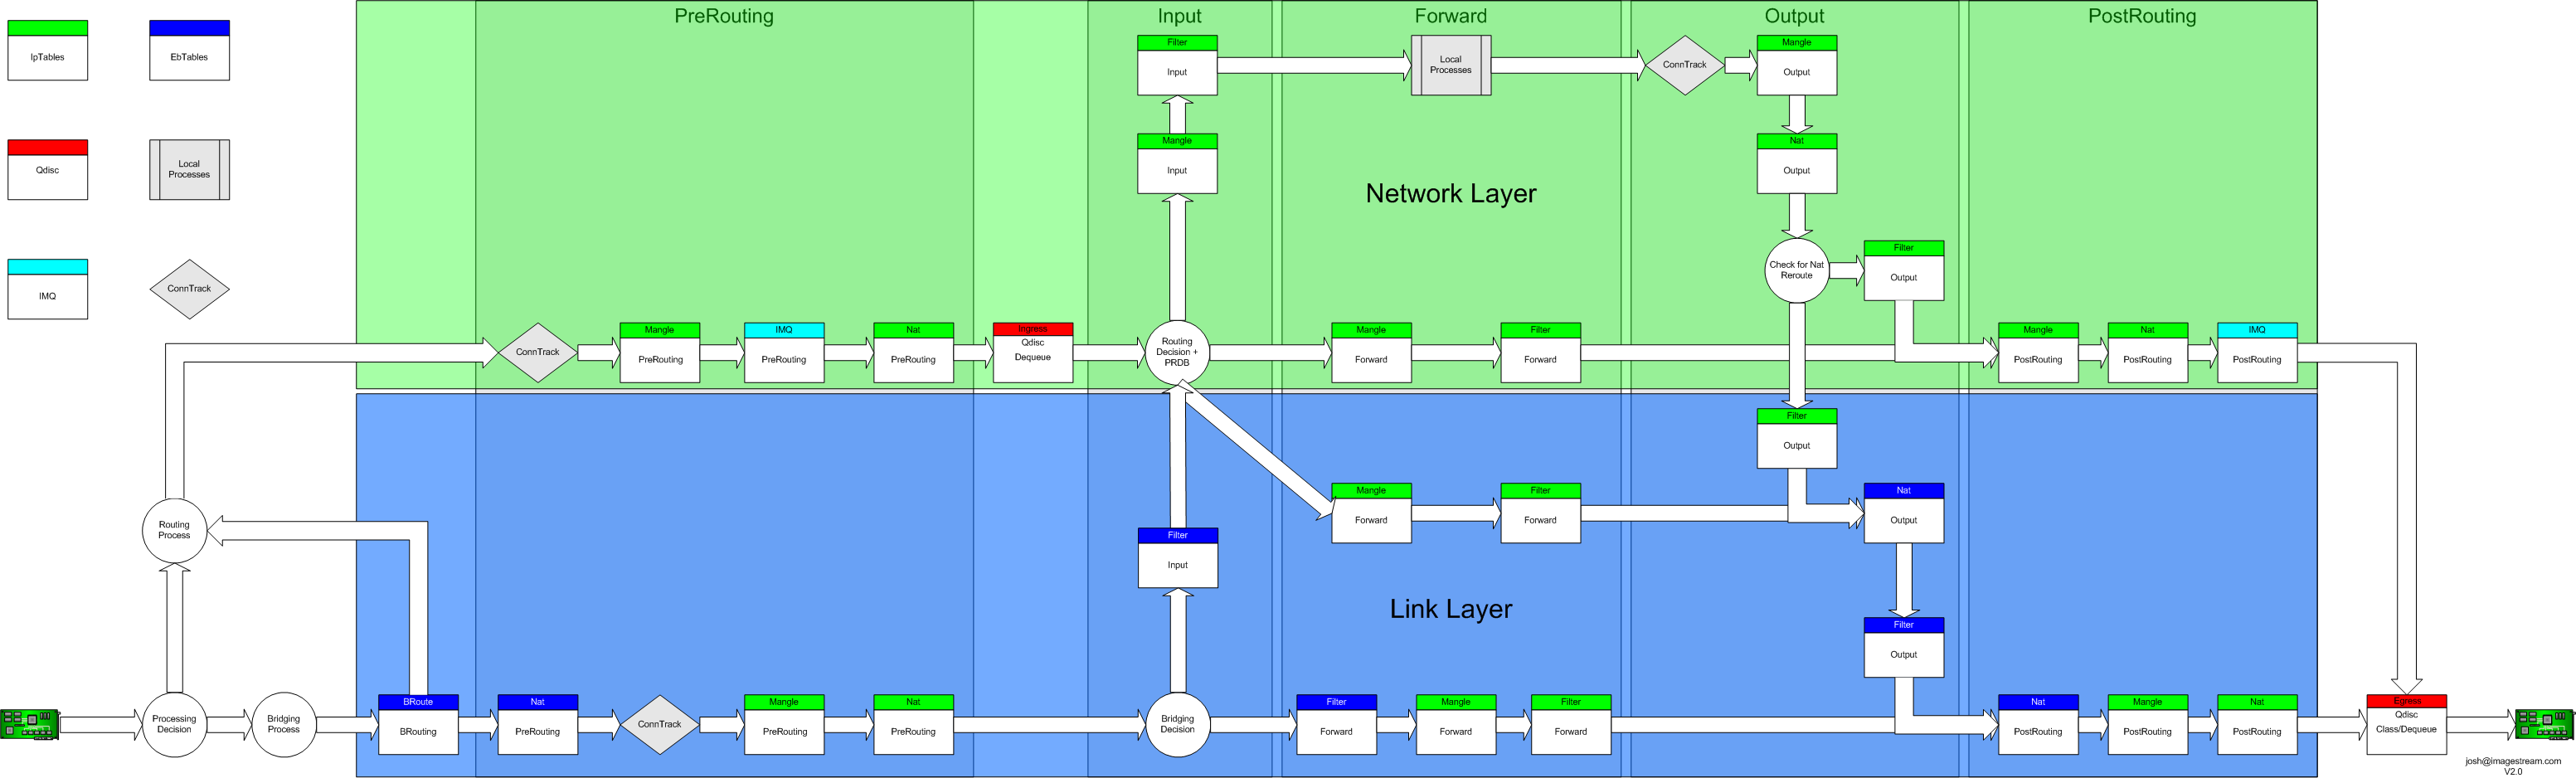 PreRouting
Input
Forward
Output
PostRouting
IpTables
EbTables
Qdisc
Local
Processes
IMQ
ConnTrack
Filter
Input
Local
Processes
ConnTrack
Mangle
Output
Mangle
Input
Nat
Output
Network Layer
Check for Nat
Reroute
Filter
Output
ConnTrack
Mangle
PreRouting
IMQ
PreRouting
Nat
PreRouting
Ingress
Qdisc
Dequeue
Routing
Decision +
PRDB
Mangle
Forward
Filter
Forward
Mangle
PostRouting
Nat
PostRouting
IMQ
PostRouting
Filter
Output
Routing
Process
Filter
Input
Mangle
Forward
Filter
Forward
Nat
Output
Link Layer
Filter
Output
Processing
Decision
Bridging
Process
BRoute
BRouting
Nat
PreRouting
ConnTrack
Mangle
PreRouting
Nat
PreRouting
Bridging
Decision
Filter
Forward
Mangle
Forward
Filter
Forward
Nat
PostRouting
Mangle
PostRouting
Nat
PostRouting
Egress
Qdisc
Class/Dequeue
josh@imagestream.com
V2.0